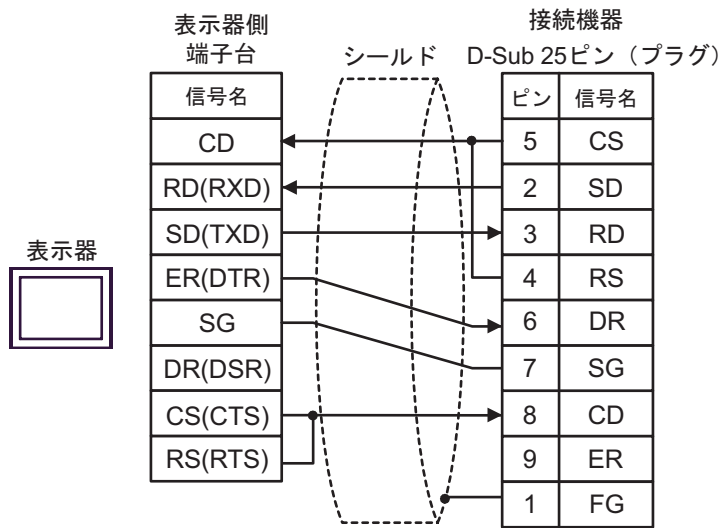 表示器側
端子台
信号名
CD
RD(RXD)
SD(TXD)
ER(DTR)
SG
DR(DSR)
CS(CTS)
RS(RTS)
表示器
シールド
接続機器
D-Sub 25ピン（プラグ）
ピン 信号名
5 CS
2 SD
3 RD
4 RS
6 DR
7 SG
8 CD
9 ER
1 FG